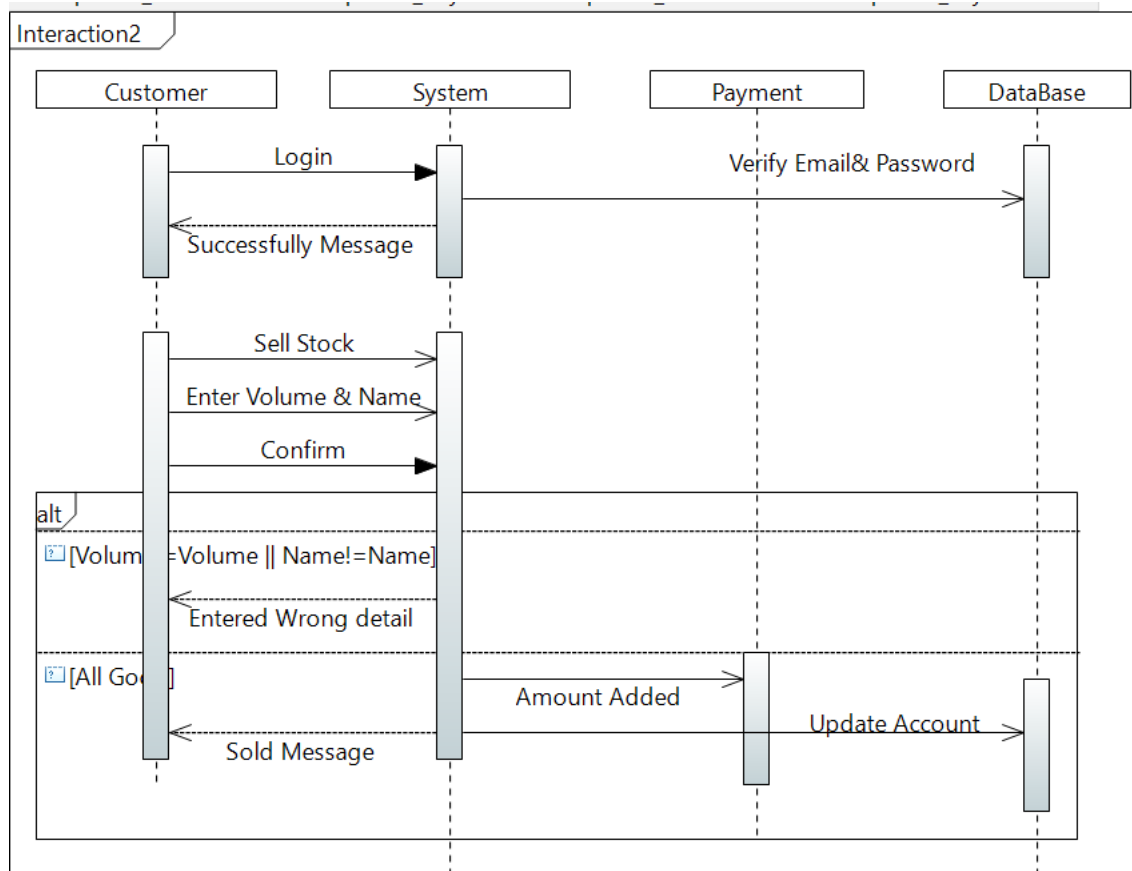 Interaction2
Customer
System
Payment
DataBase
Login
Verify Email& Password
Successfully Message
Sell Stock
Enter Volume & Name
Confirm
alt
=Volume || Name!=Name]
Entered Wrong detail
[All
Amount Added
Update Account
Sold Message